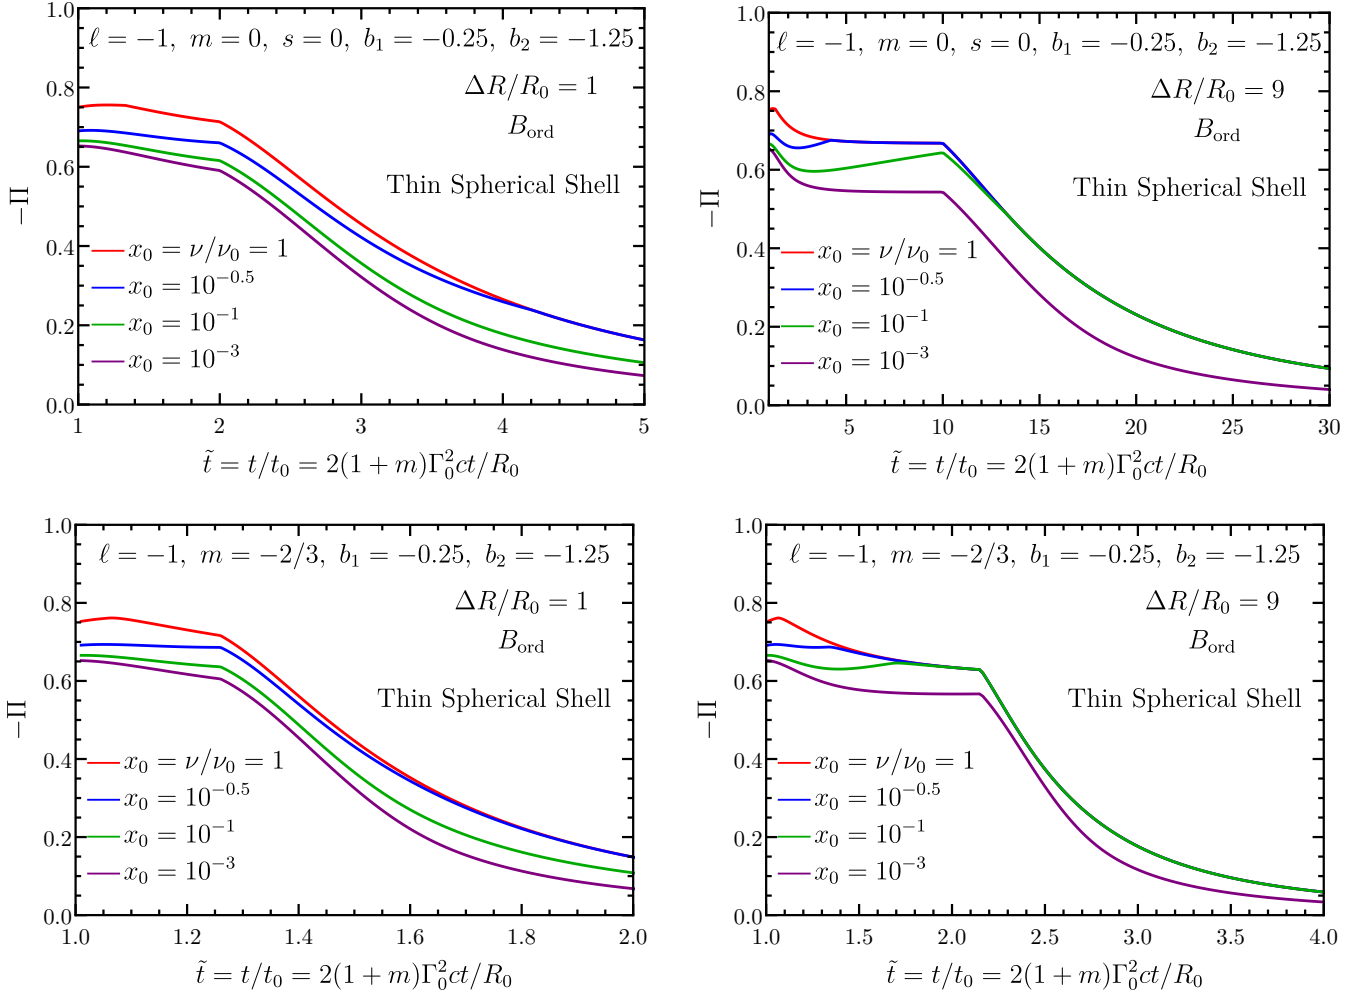 ℓ = −1, m = 0, s = 0, b₁ = −0.25, b₂ = −1.25
ΔR/R₀ = 1
B_ord
Thin Spherical Shell
x₀ = ν/ν₀ = 1
x₀ = 10^−0.5
x₀ = 10^−1
x₀ = 10^−3
−Π
1.0
0.8
0.6
0.4
0.2
0.0
1 2 3 4 5
t̃ = t/t₀ = 2(1 + m)Γ₀²ct/R₀
ℓ = −1, m = 0, s = 0, b₁ = −0.25, b₂ = −1.25
ΔR/R₀ = 9
B_ord
Thin Spherical Shell
x₀ = ν/ν₀ = 1
x₀ = 10^−0.5
x₀ = 10^−1
x₀ = 10^−3
−Π
1.0
0.8
0.6
0.4
0.2
0.0
5 10 15 20 25 30
t̃ = t/t₀ = 2(1 + m)Γ₀²ct/R₀
ℓ = −1, m = −2/3, b₁ = −0.25, b₂ = −1.25
ΔR/R₀ = 1
B_ord
Thin Spherical Shell
x₀ = ν/ν₀ = 1
x₀ = 10^−0.5
x₀ = 10^−1
x₀ = 10^−3
−Π
1.0
0.8
0.6
0.4
0.2
0.0
1.0 1.2 1.4 1.6 1.8 2.0
t̃ = t/t₀ = 2(1 + m)Γ₀²ct/R₀
ℓ = −1, m = −2/3, b₁ = −0.25, b₂ = −1.25
ΔR/R₀ = 9
B_ord
Thin Spherical Shell
x₀ = ν/ν₀ = 1
x₀ = 10^−0.5
x₀ = 10^−1
x₀ = 10^−3
−Π
1.0
0.8
0.6
0.4
0.2
0.0
1.0 1.5 2.0 2.5 3.0 3.5 4.0
t̃ = t/t₀ = 2(1 + m)Γ₀²ct/R₀